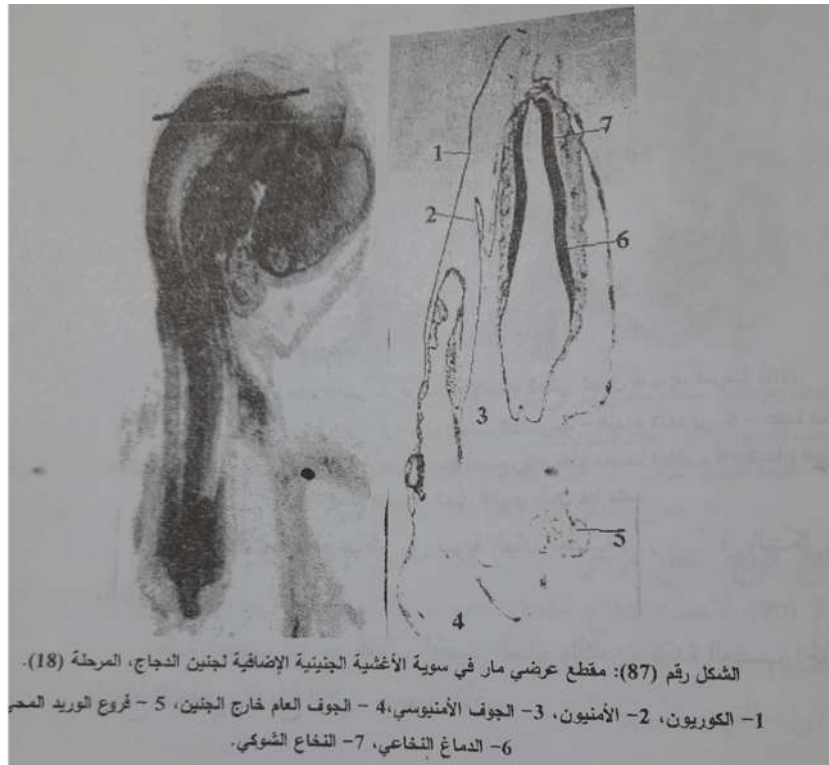 1
2
3
4
5
6
7
الشكل رقم (87): مقطع عرضي مار في سوية الأغشية الجنينية الإضافية لجنين الدجاج، المرحلة (18).
1- الكوريون، 2- الأمنيون، 3- الجوف الأمنيوسي،4 - الجوف العام خارج الجنين، 5 - فروع الوريد المحي
6- الدماغ النخاعي، 7- النخاع الشوكي.